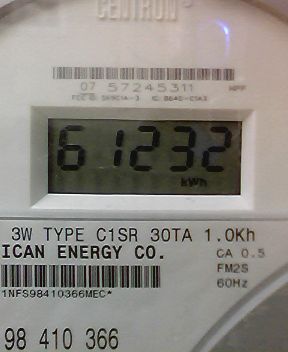 CENTRON
07 57245311
61232
kWh
3W TYPE C1SR 30TA 1.0Kh
ICAN ENERGY CO.
CA 0.5
FM2S
60Hz
1NFS98410366MEC*
98 410 366